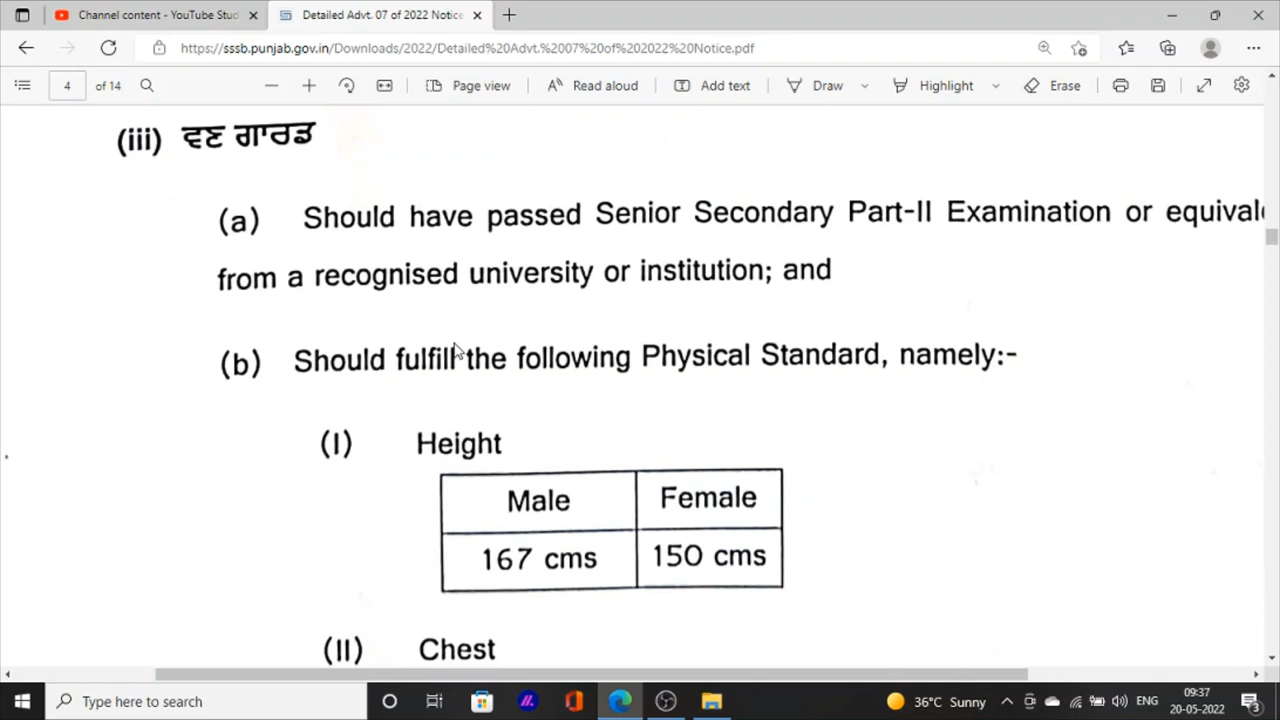 Channel content - YouTube Stud
Detailed Advt. 07 of 2022 Notice
https://sssb.punjab.gov.in/Downloads/2022/Detailed%20Advt.%2007%20of%202022%20Notice.pdf
4 of 14 Page view Read aloud Add text Draw Highlight Erase
(iii) ਵਣ ਗਾਰਡ
(a) Should have passed Senior Secondary Part-II Examination or equival
from a recognised university or institution; and
(b) Should fulfill the following Physical Standard, namely:-
(I) Height
Male Female
167 cms 150 cms
(II) Chest
Type here to search 36°C Sunny ENG 09:37
20-05-2022 3